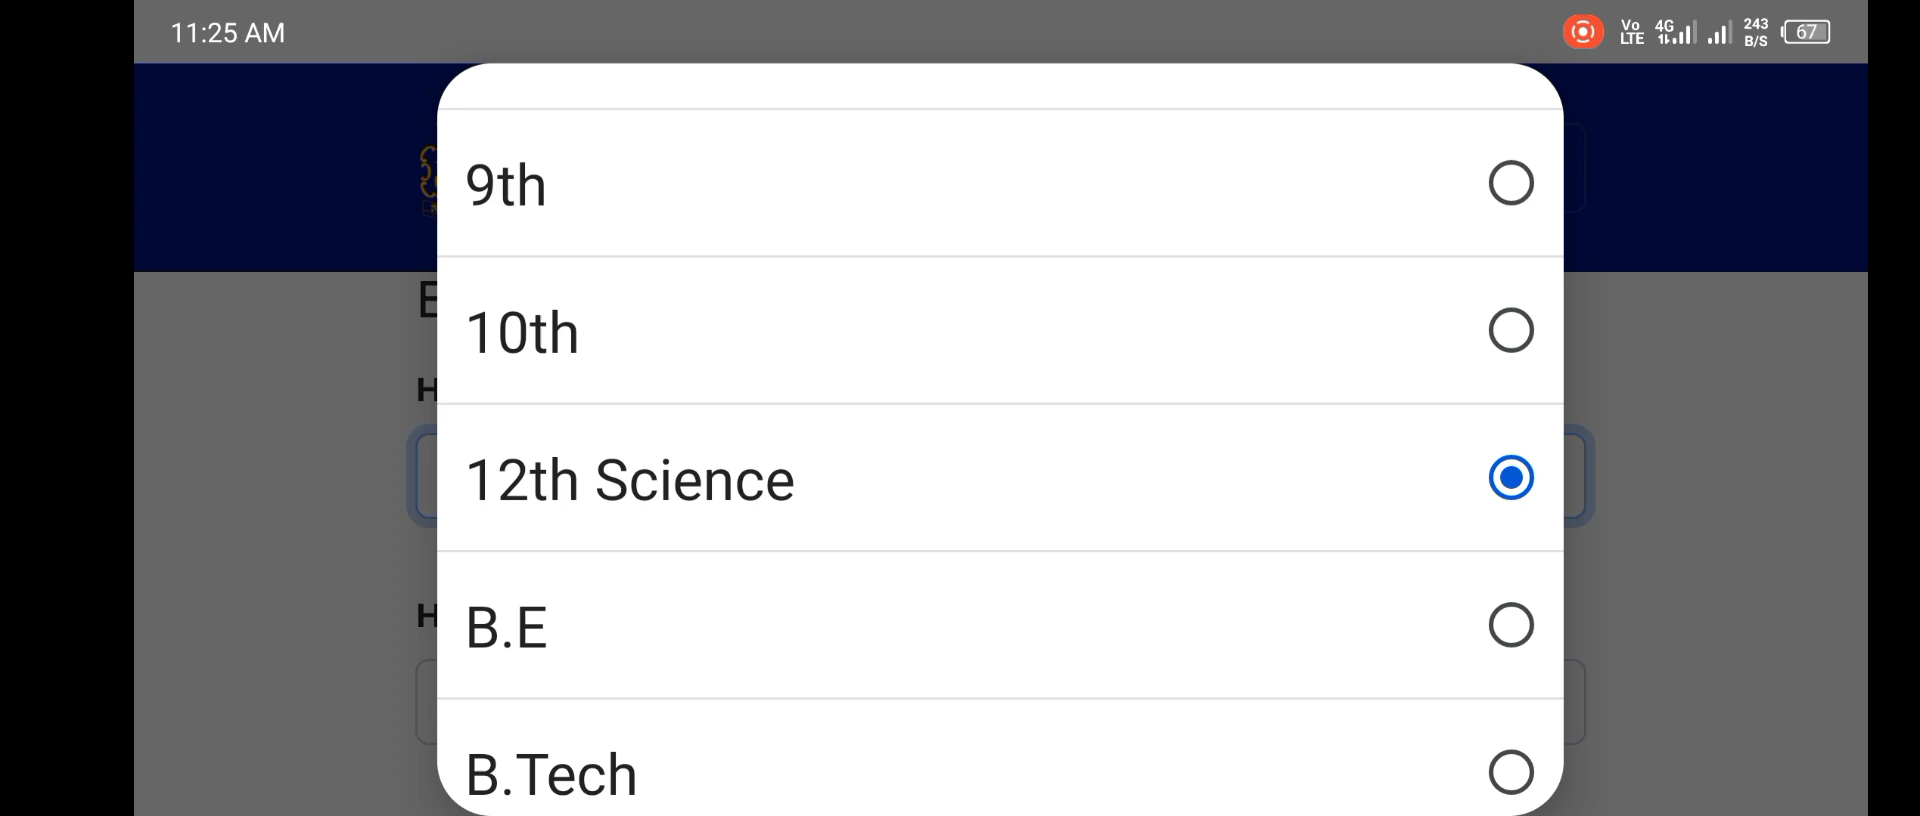 11:25 AM
Vo LTE 4G 243 B/S 67
9th
10th
12th Science
B.E
B.Tech